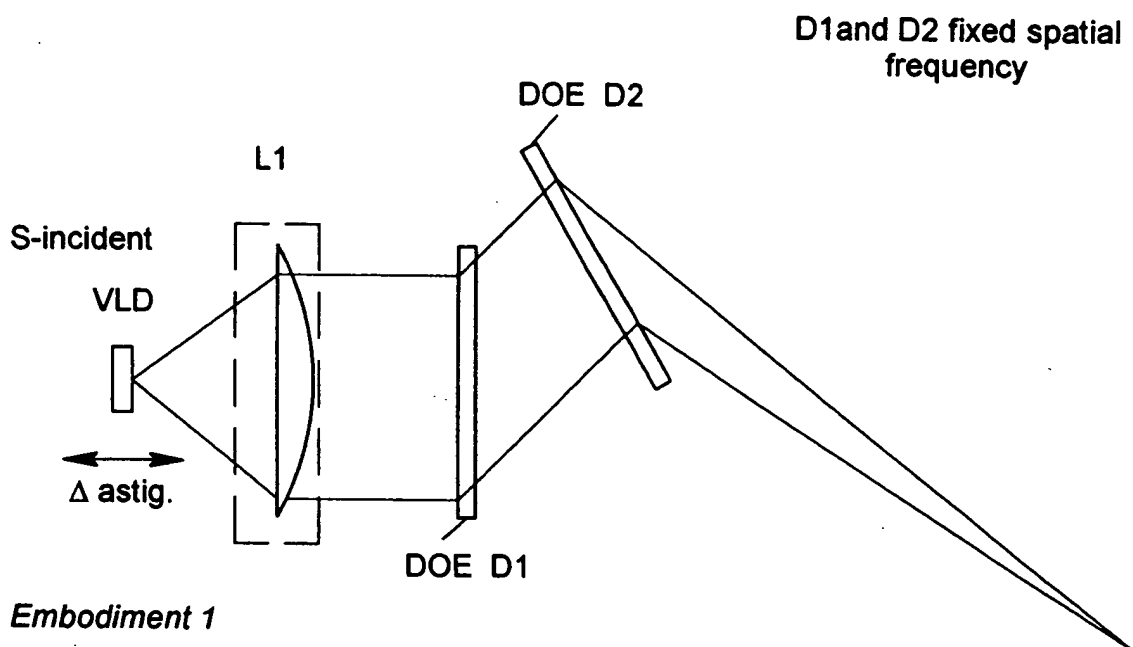 D1and D2 fixed spatial
frequency
DOE D2
L1
S-incident
VLD
Δ astig.
DOE D1
Embodiment 1